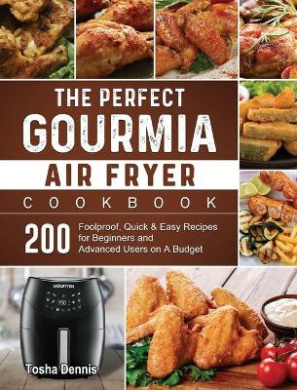 THE PERFECT
GOURMIA
AIR FRYER
COOKBOOK
200
Foolproof, Quick & Easy Recipes
for Beginners and
Advanced Users on A Budget
GOURMIA
Tosha Dennis